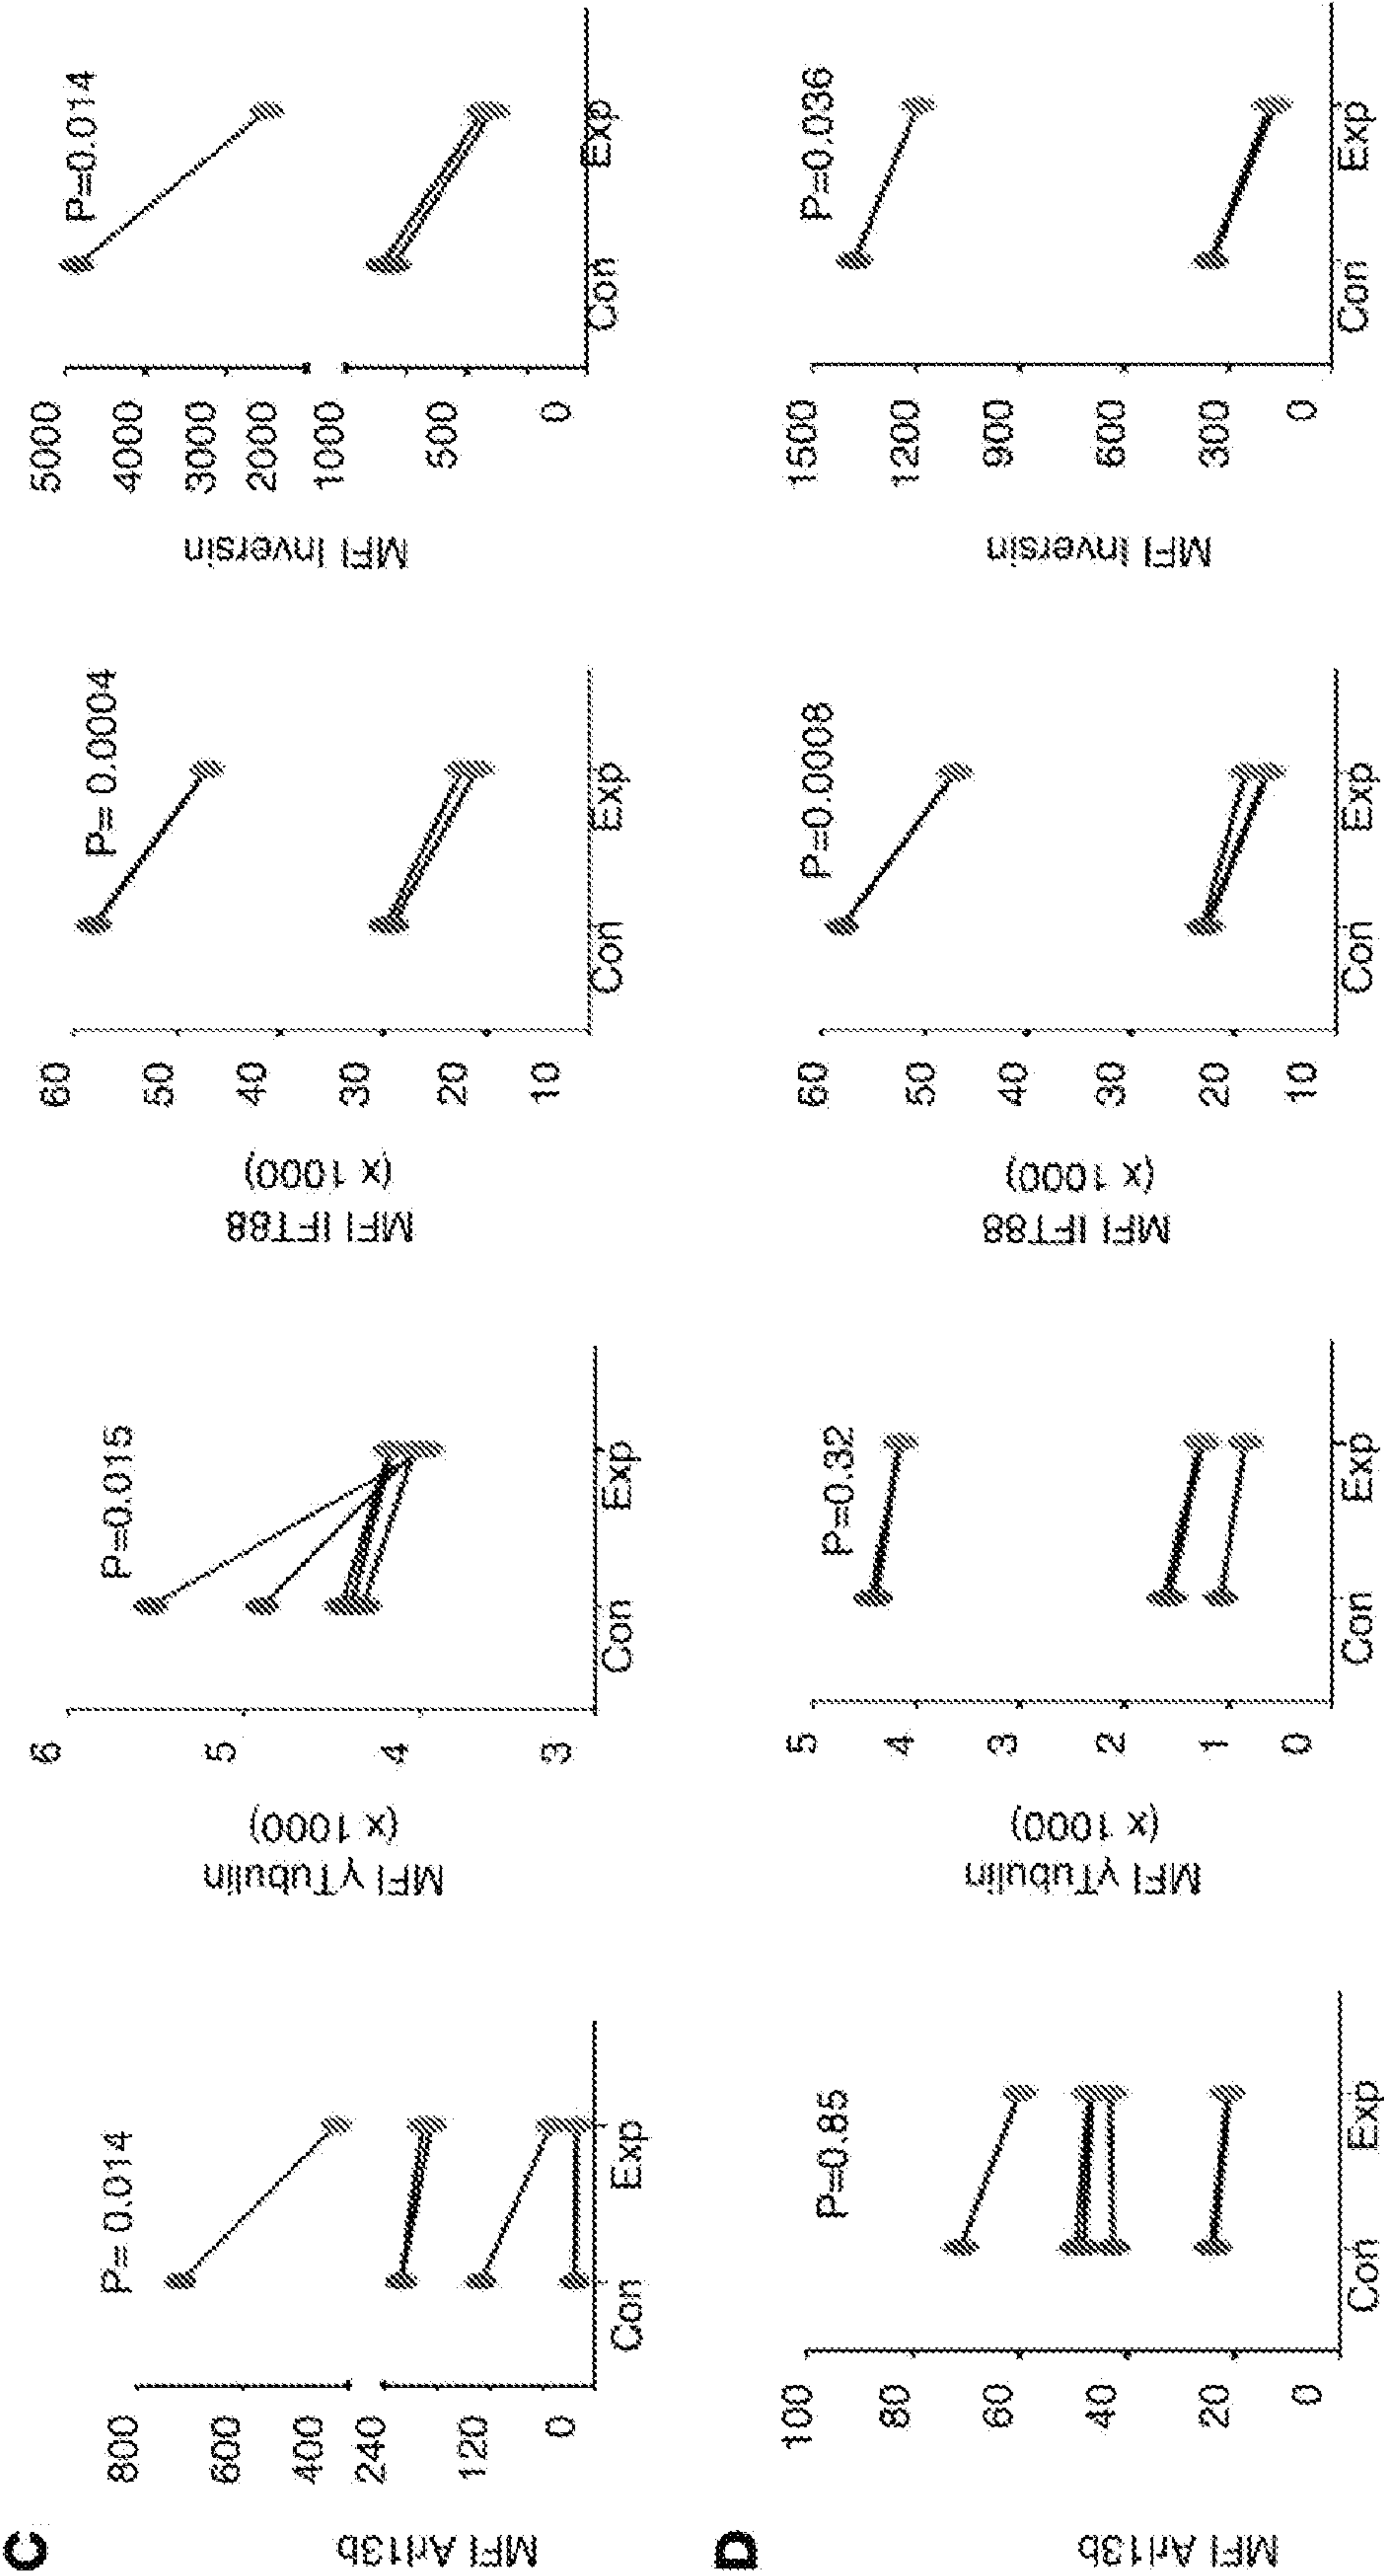 C
MFI Arl13b
800
600
400
240
120
0
P= 0.014
Con
Exp
MFI γTubulin
(x 1000)
6
5
4
3
P=0.015
Con
Exp
MFI IFT88
(x 1000)
60
50
40
30
20
10
P= 0.0004
Con
Exp
MFI Inversin
5000
4000
3000
2000
1000
500
0
P=0.014
Con
Exp
D
MFI Arl13b
100
80
60
40
20
0
P=0.85
Con
Exp
MFI γTubulin
(x 1000)
5
4
3
2
1
0
P=0.32
Con
Exp
MFI IFT88
(x 1000)
60
50
40
30
20
10
P=0.0008
Con
Exp
MFI Inversin
1500
1200
900
600
300
0
P=0.036
Con
Exp